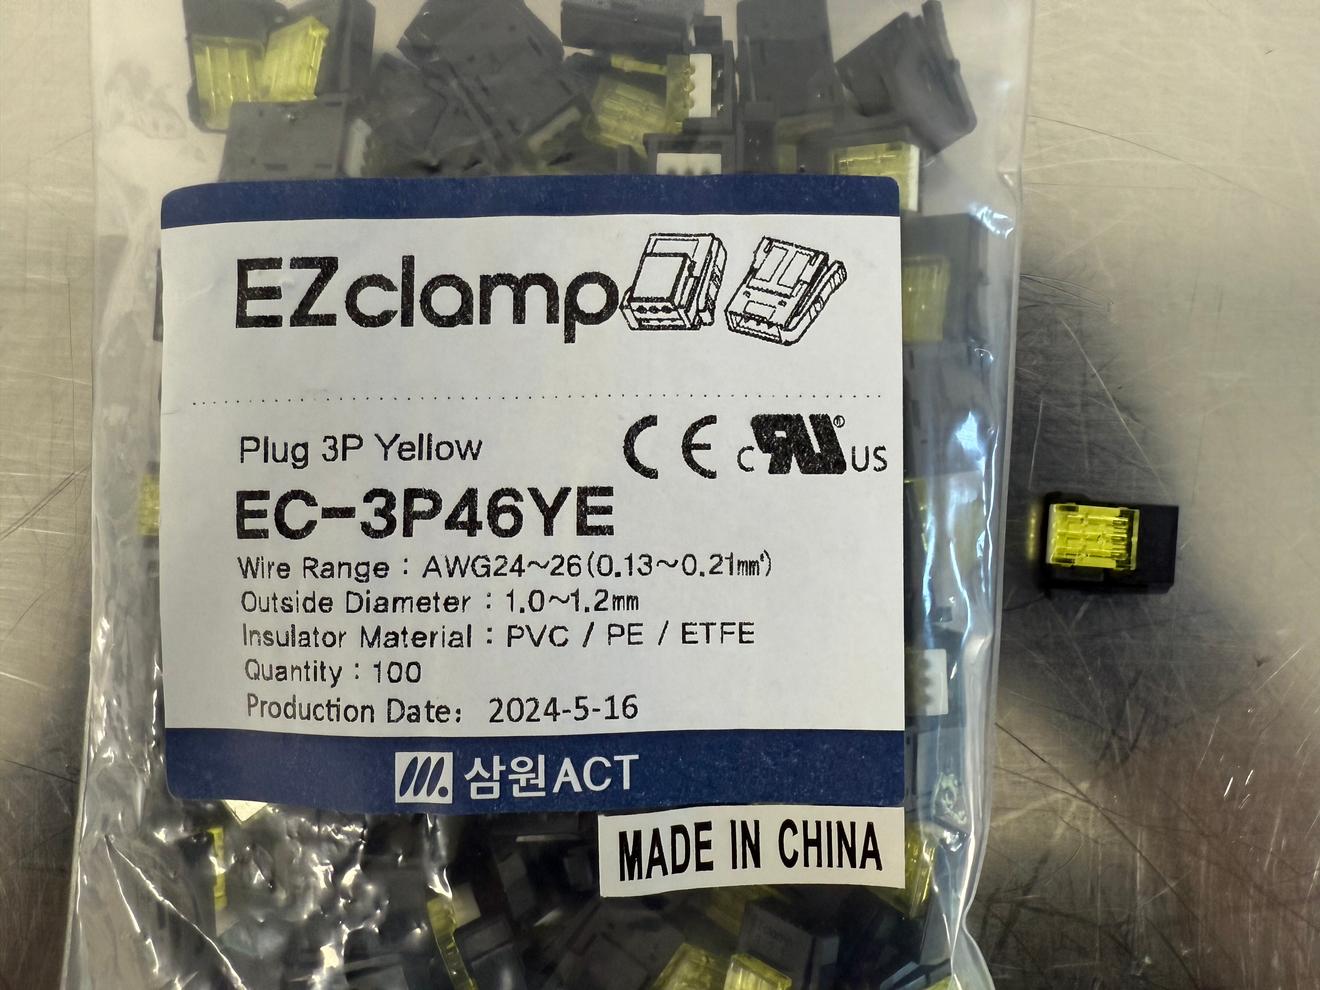 EZclamp
Plug 3P Yellow
CE c RU® US
EC-3P46YE
Wire Range : AWG24~26(0.13~0.21㎟)
Outside Diameter : 1.0~1.2㎜
Insulator Material : PVC / PE / ETFE
Quantity : 100
Production Date: 2024-5-16
삼원ACT
MADE IN CHINA